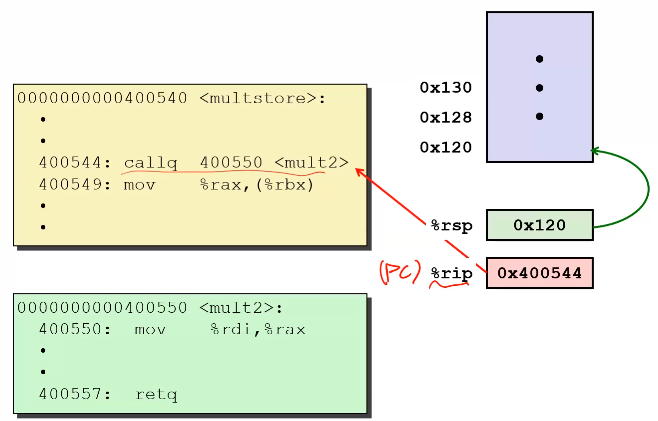 0000000000400540 <multstore>:
•
•
400544: callq 400550 <mult2>
400549: mov %rax,(%rbx)
•
•
0000000000400550 <mult2>:
400550: mov %rdi,%rax
•
•
400557: retq
•
0x130 •
0x128 •
0x120
%rsp 0x120
(PC) %rip 0x400544